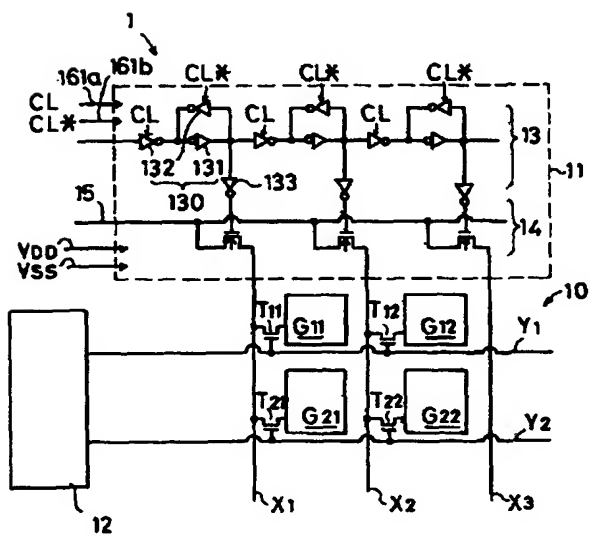 1
CL* CL* CL*
161a 161b
CL
CL*
CL CL CL
13
132 131
133
130
11
15
14
VDD
VSS
10
T11 G11 T12 G12 Y1
T21 G21 T22 G22 Y2
12
X1 X2 X3